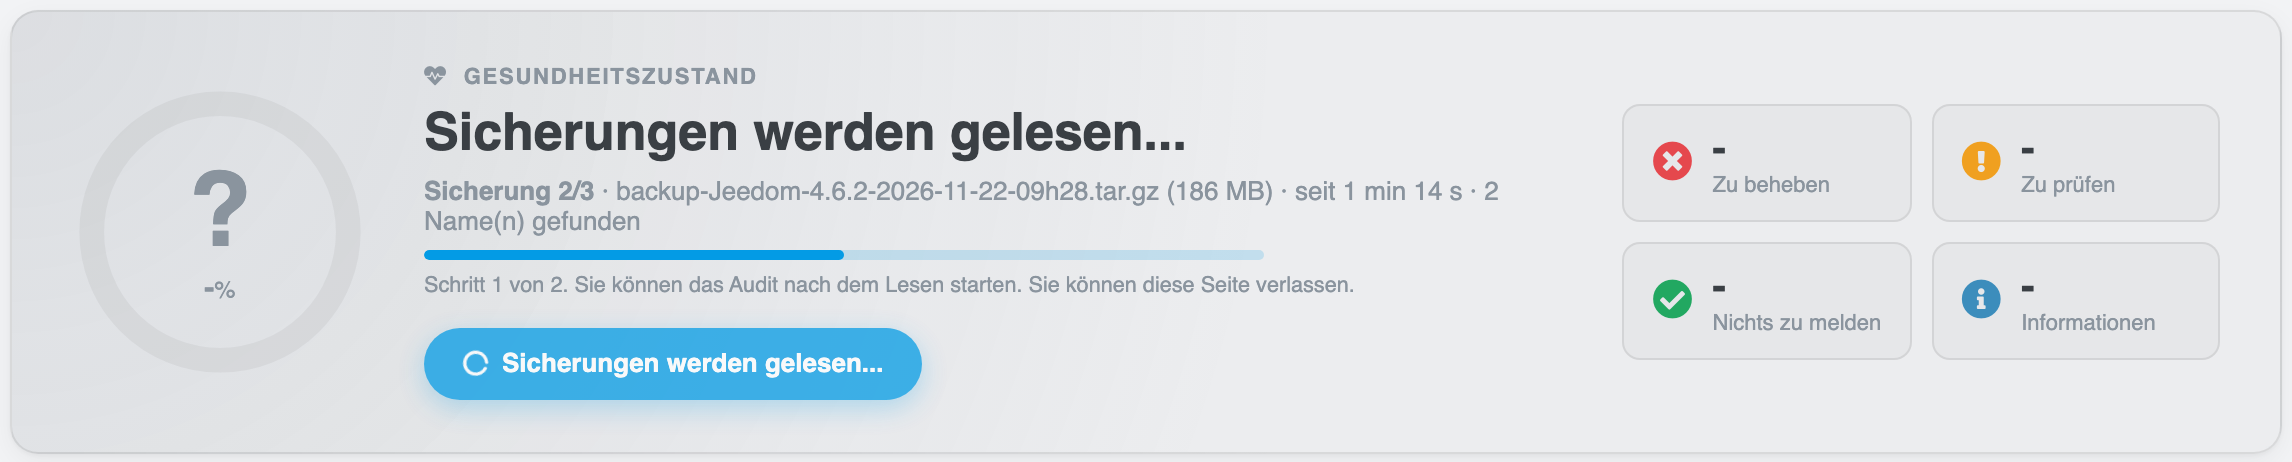 GESUNDHEITSZUSTAND
Sicherungen werden gelesen...
Sicherung 2/3 · backup-Jeedom-4.6.2-2026-11-22-09h28.tar.gz (186 MB) · seit 1 min 14 s · 2
Name(n) gefunden
?
-%
Schritt 1 von 2. Sie können das Audit nach dem Lesen starten. Sie können diese Seite verlassen.
Sicherungen werden gelesen...
-
Zu beheben
-
Zu prüfen
-
Nichts zu melden
-
Informationen